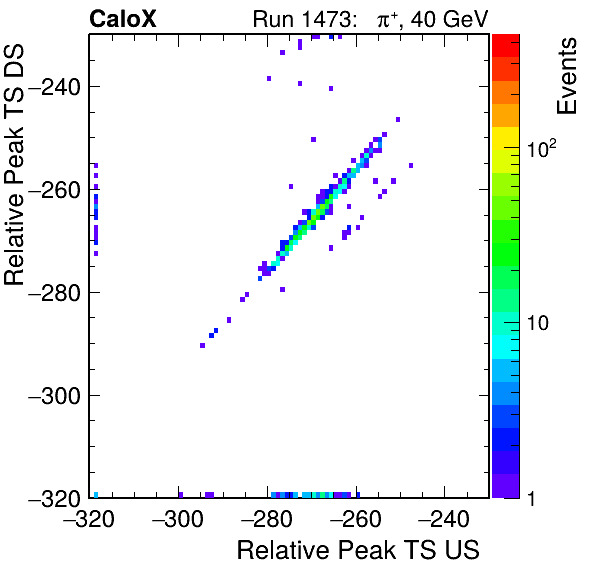 CaloX Run 1473: π⁺, 40 GeV
Relative Peak TS DS
Events
−240
−260
−280
−300
−320
10²
10
1
−320 −300 −280 −260 −240
Relative Peak TS US